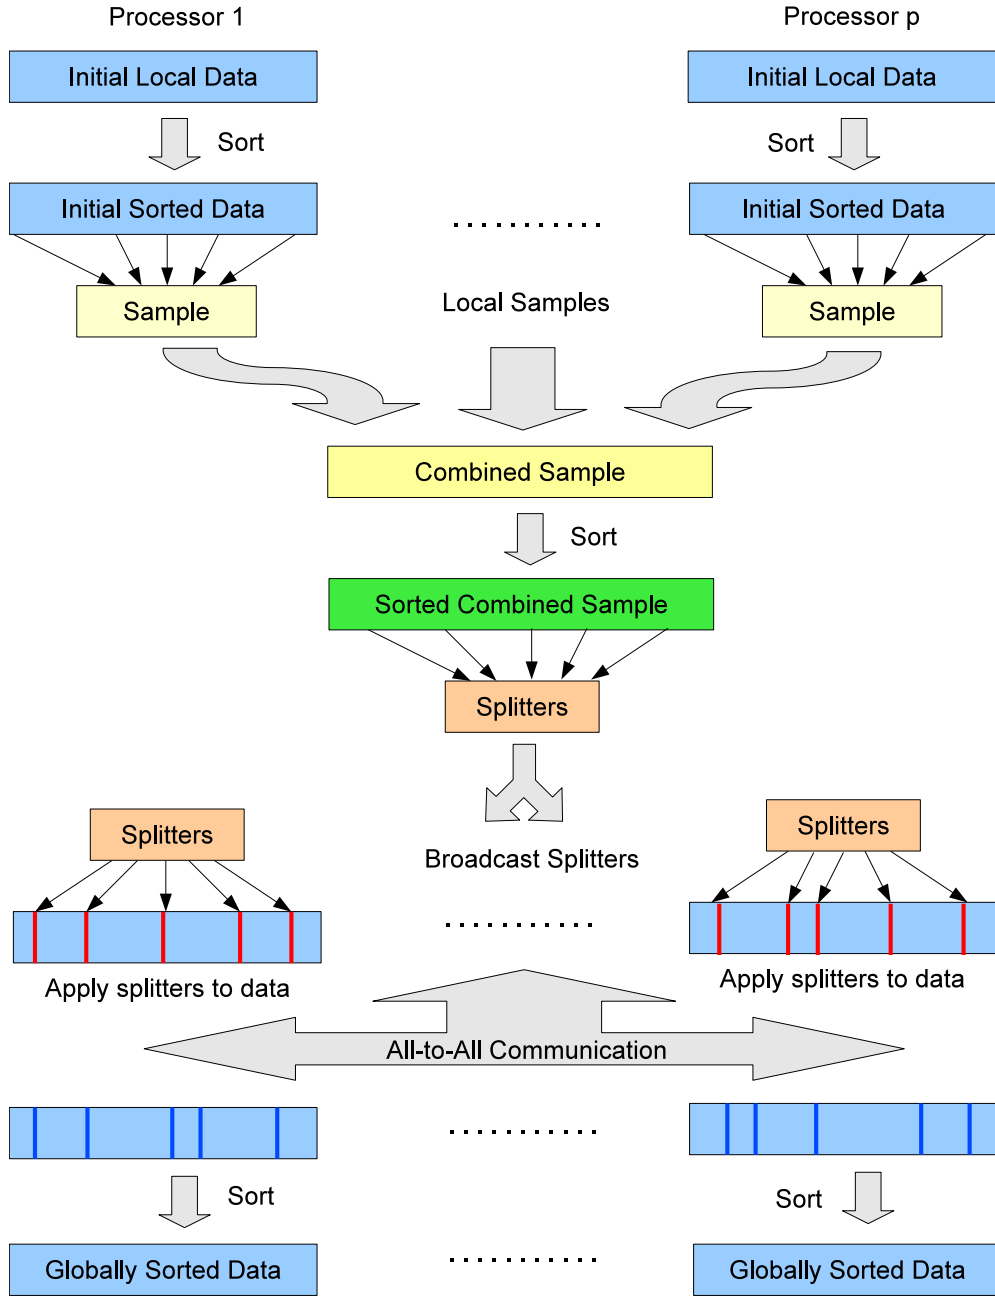 Processor 1
Processor p
Initial Local Data
Initial Local Data
Sort
Sort
Initial Sorted Data
Initial Sorted Data
Sample
Local Samples
Sample
Combined Sample
Sort
Sorted Combined Sample
Splitters
Splitters
Splitters
Broadcast Splitters
Apply splitters to data
Apply splitters to data
All-to-All Communication
Sort
Sort
Globally Sorted Data
Globally Sorted Data